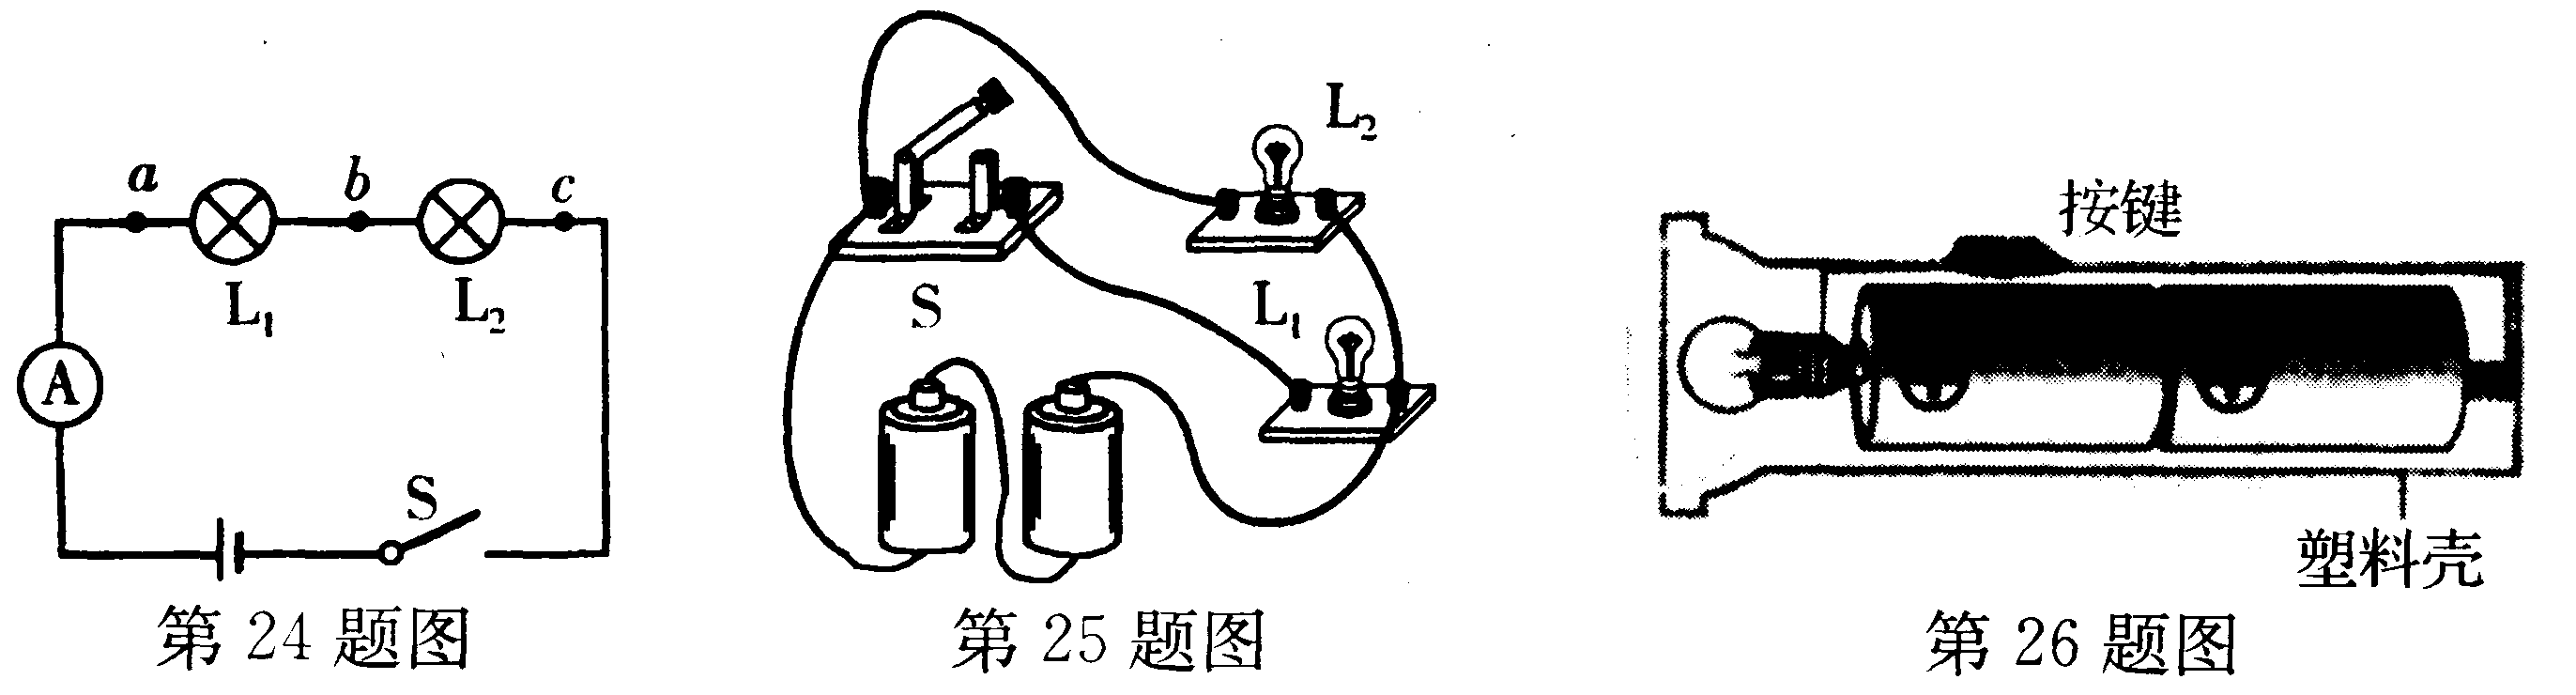 a b c
L₁ L₂
A
S
第 24 题图
L₂
S
L₁
第 25 题图
按键
塑料壳
第 26 题图